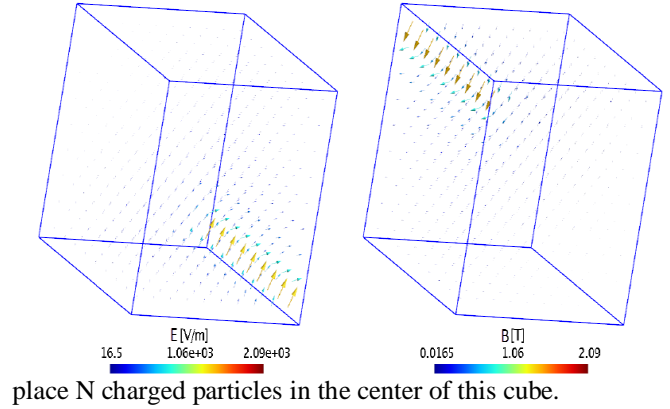 E [V/m]
16.5 1.06e+03 2.09e+03
B [T]
0.0165 1.06 2.09
place N charged particles in the center of this cube.